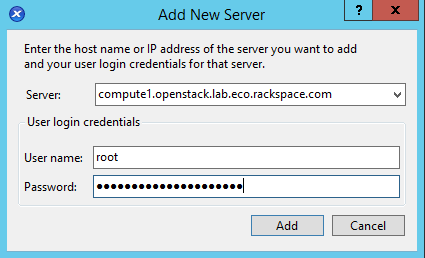 Add New Server
Enter the host name or IP address of the server you want to add
and your user login credentials for that server.
Server: compute1.openstack.lab.eco.rackspace.com
User login credentials
User name: root
Password: ●●●●●●●●●●●●●●●●●●●●●
Add Cancel